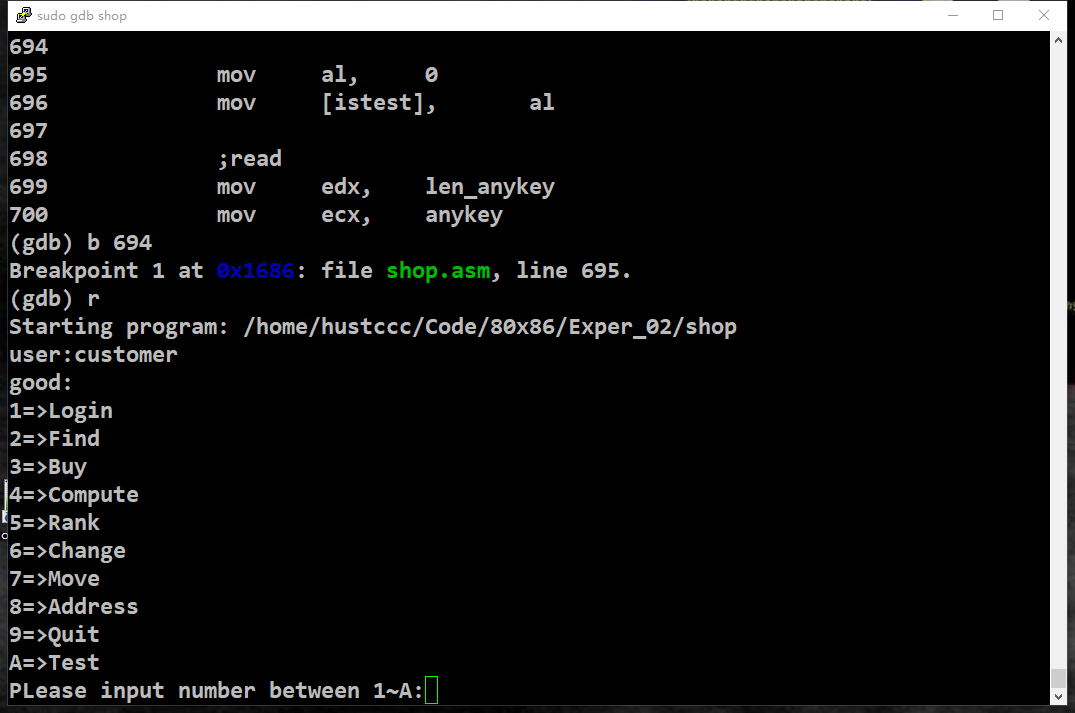 sudo gdb shop
694
695 mov al, 0
696 mov [istest], al
697
698 ;read
699 mov edx, len_anykey
700 mov ecx, anykey
(gdb) b 694
Breakpoint 1 at 0x1686: file shop.asm, line 695.
(gdb) r
Starting program: /home/hustccc/Code/80x86/Exper_02/shop
user:customer
good:
1=>Login
2=>Find
3=>Buy
4=>Compute
5=>Rank
6=>Change
7=>Move
8=>Address
9=>Quit
A=>Test
PLease input number between 1~A: